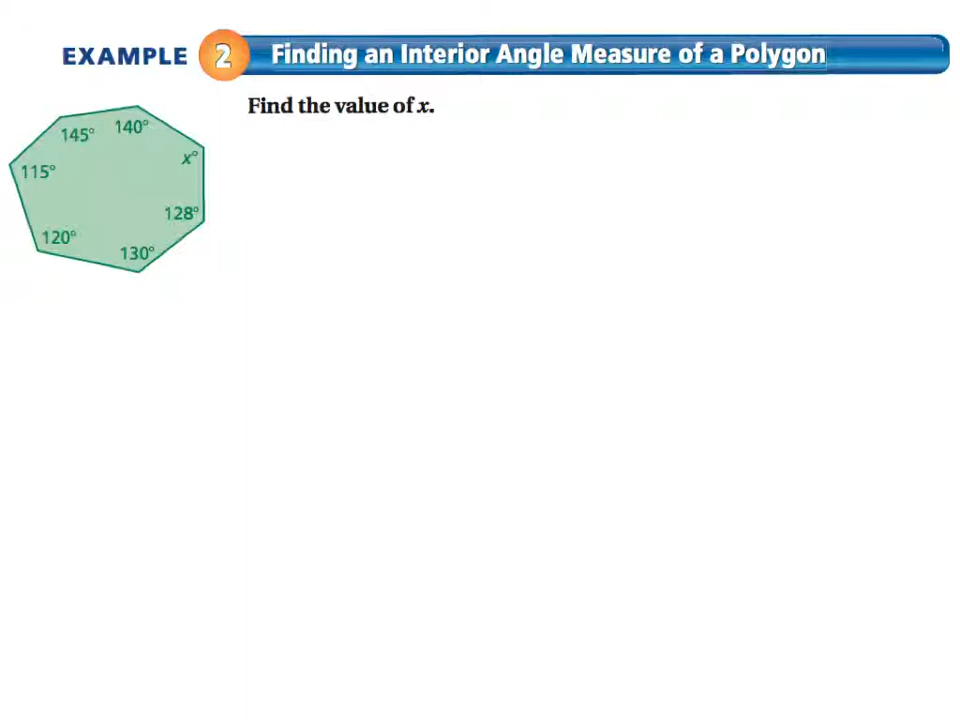 EXAMPLE 2 Finding an Interior Angle Measure of a Polygon
Find the value of x.
145° 140°
x°
115°
128°
120°
130°